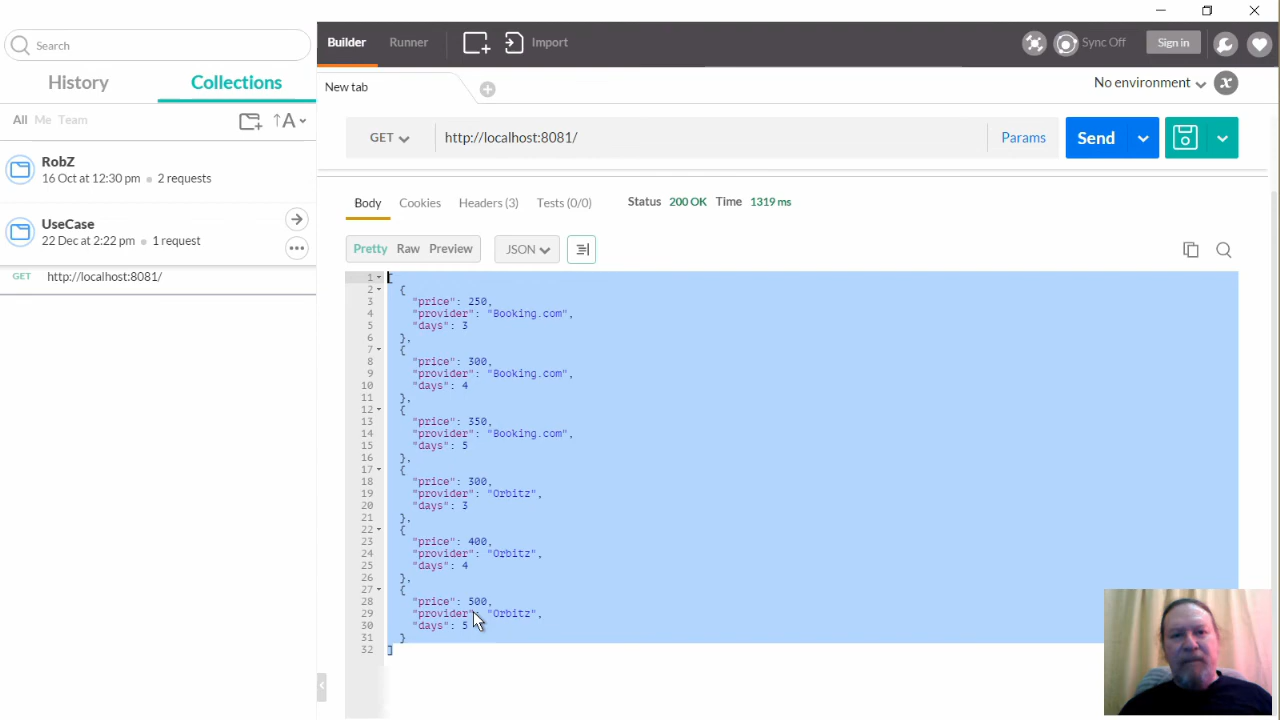 Search
History
Collections
All Me Team
↑A
RobZ
16 Oct at 12:30 pm • 2 requests
UseCase
22 Dec at 2:22 pm • 1 request
GET http://localhost:8081/
Builder
Runner
Import
Sync Off
Sign in
New tab
No environment
x
GET
http://localhost:8081/
Params
Send
Body
Cookies
Headers (3)
Tests (0/0)
Status 200 OK Time 1319 ms
Pretty Raw Preview
JSON
1 [
2 {
3 "price": 250,
4 "provider": "Booking.com",
5 "days": 3
6 },
7 {
8 "price": 300,
9 "provider": "Booking.com",
10 "days": 4
11 },
12 {
13 "price": 350,
14 "provider": "Booking.com",
15 "days": 5
16 },
17 {
18 "price": 300,
19 "provider": "Orbitz",
20 "days": 3
21 },
22 {
23 "price": 400,
24 "provider": "Orbitz",
25 "days": 4
26 },
27 {
28 "price": 500,
29 "provider": "Orbitz",
30 "days": 5
31 }
32 ]